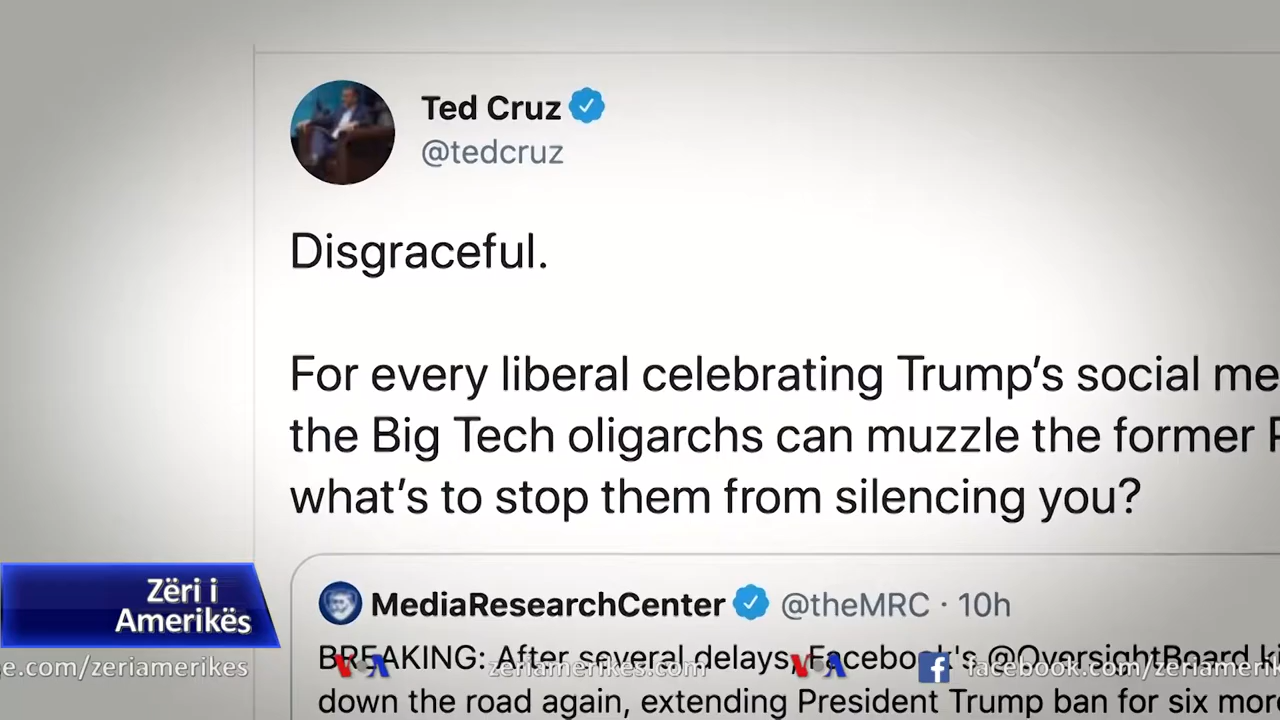 Ted Cruz
@tedcruz
Disgraceful.
For every liberal celebrating Trump's social me
the Big Tech oligarchs can muzzle the former
what's to stop them from silencing you?
MediaResearchCenter @theMRC · 10h
BREAKING: After several delays, Facebook's @OversightBoard
down the road again, extending President Trump ban for six mor
Zëri i
Amerikës
e.com/zeriamerikes VOA zeriamerikes.com VOA facebook.com/zeriamerik